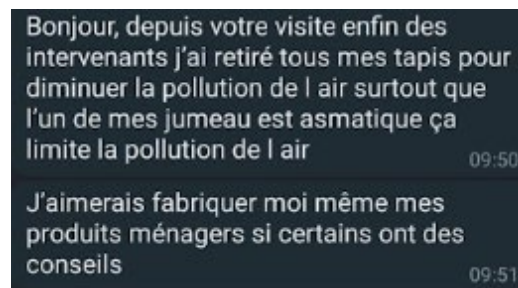 Bonjour, depuis votre visite enfin des
intervenants j'ai retiré tous mes tapis pour
diminuer la pollution de l air surtout que
l'un de mes jumeau est asmatique ça
limite la pollution de l air
09:50
J'aimerais fabriquer moi même mes
produits ménagers si certains ont des
conseils
09:51